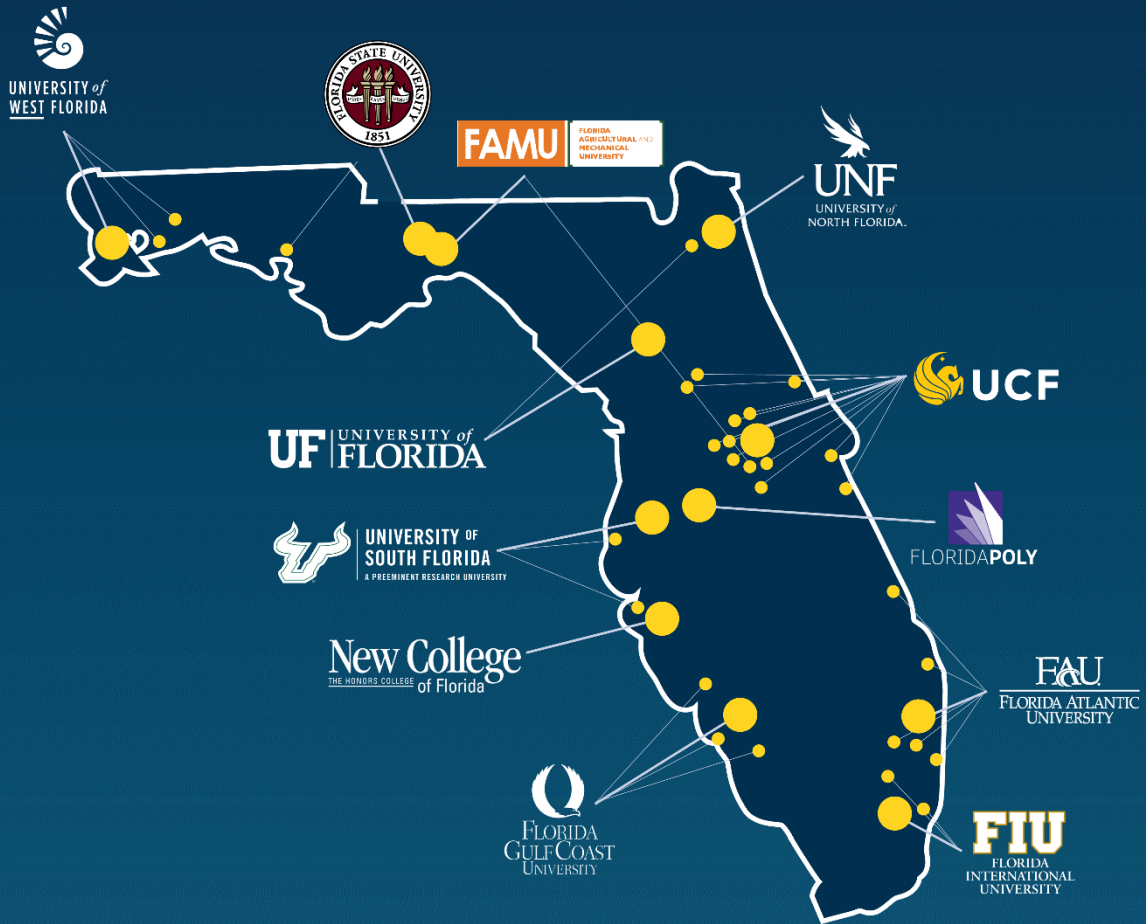 UNIVERSITY of
WEST FLORIDA
FLORIDA STATE UNIVERSITY
1851
FAMU
FLORIDA
AGRICULTURAL AND
MECHANICAL
UNIVERSITY
UNF
UNIVERSITY of
NORTH FLORIDA.
UCF
UF UNIVERSITY of
FLORIDA
UNIVERSITY OF
SOUTH FLORIDA
A PREEMINENT RESEARCH UNIVERSITY
FLORIDAPOLY
New College
THE HONORS COLLEGE of Florida
FAU
FLORIDA ATLANTIC
UNIVERSITY
FLORIDA
GULF COAST
UNIVERSITY
FIU
FLORIDA
INTERNATIONAL
UNIVERSITY